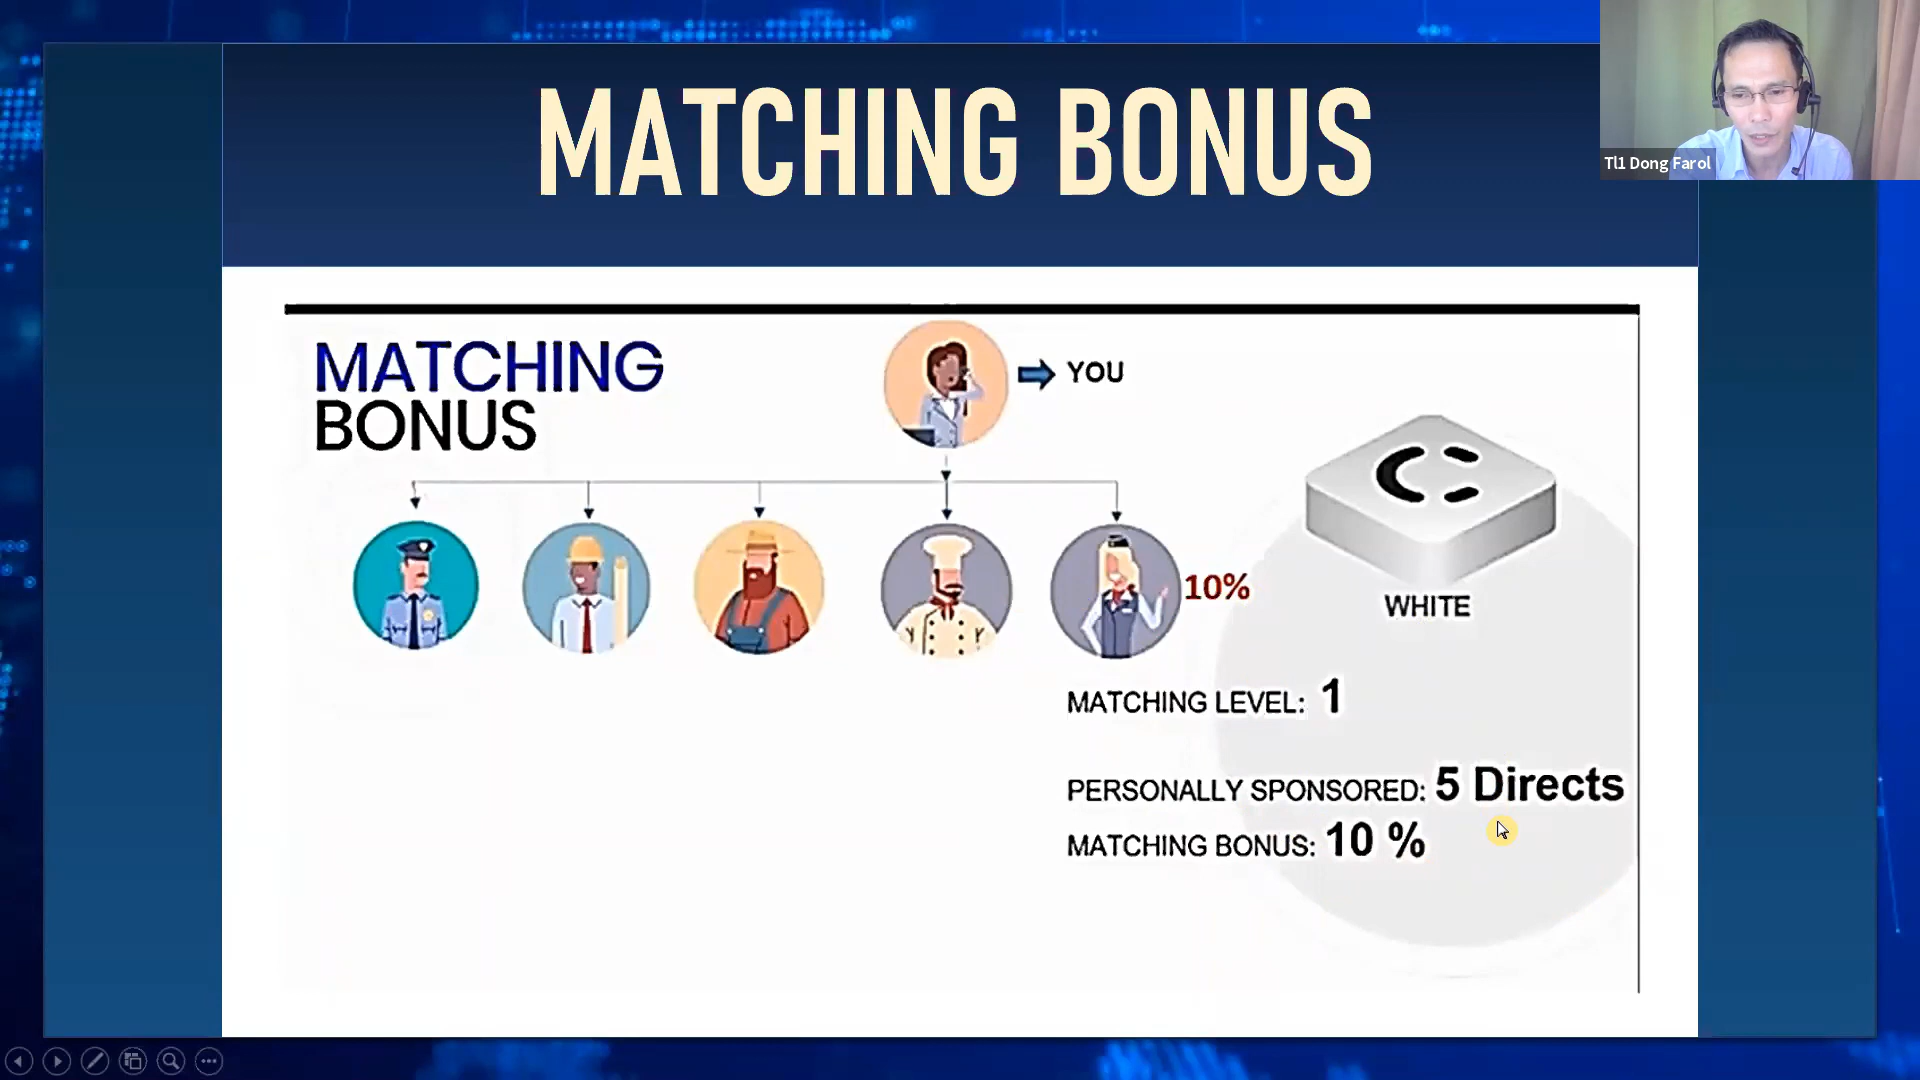 MATCHING BONUS
Tl1 Dong Farol
MATCHING
BONUS
YOU
10%
WHITE
MATCHING LEVEL: 1
PERSONALLY SPONSORED: 5 Directs
MATCHING BONUS: 10 %